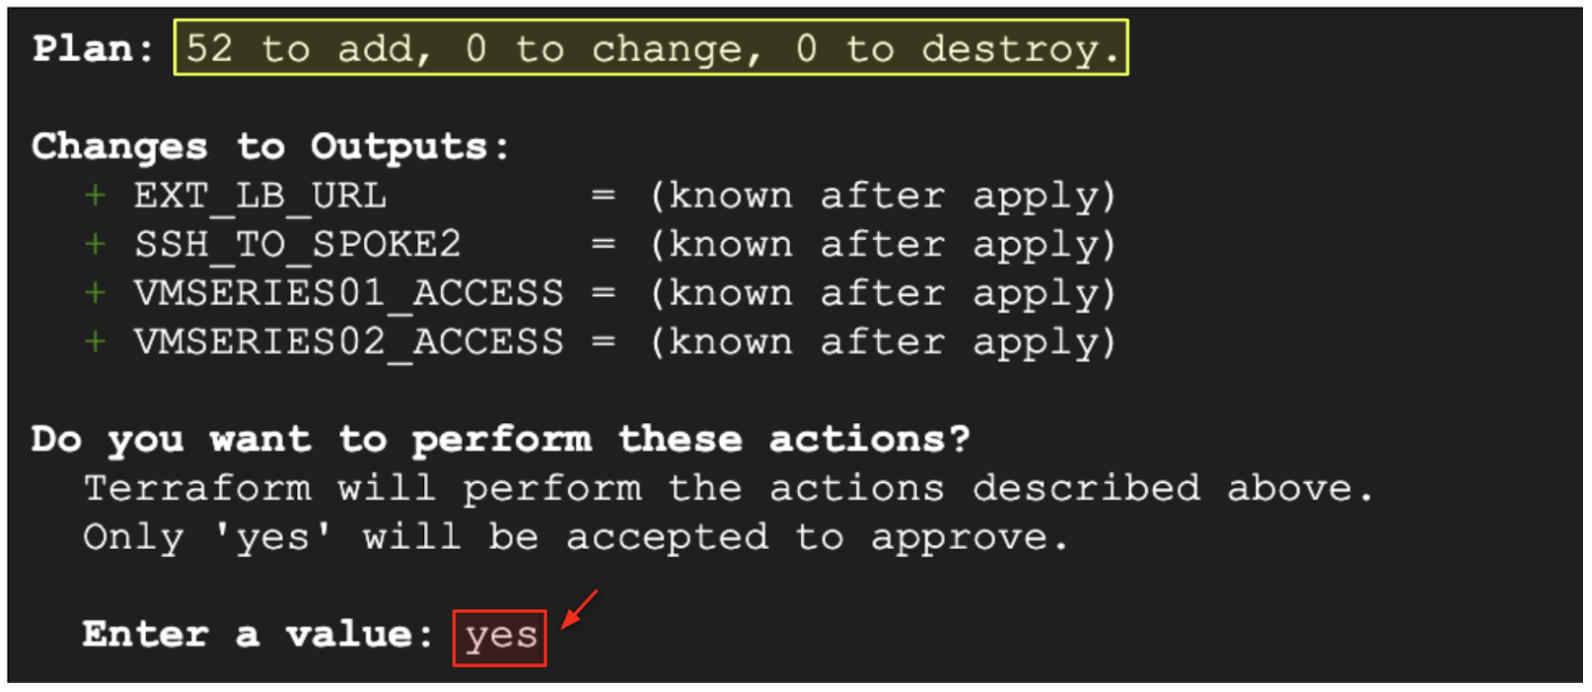 Plan: 52 to add, 0 to change, 0 to destroy.
Changes to Outputs:
+ EXT_LB_URL = (known after apply)
+ SSH_TO_SPOKE2 = (known after apply)
+ VMSERIES01_ACCESS = (known after apply)
+ VMSERIES02_ACCESS = (known after apply)
Do you want to perform these actions?
Terraform will perform the actions described above.
Only 'yes' will be accepted to approve.
Enter a value: yes